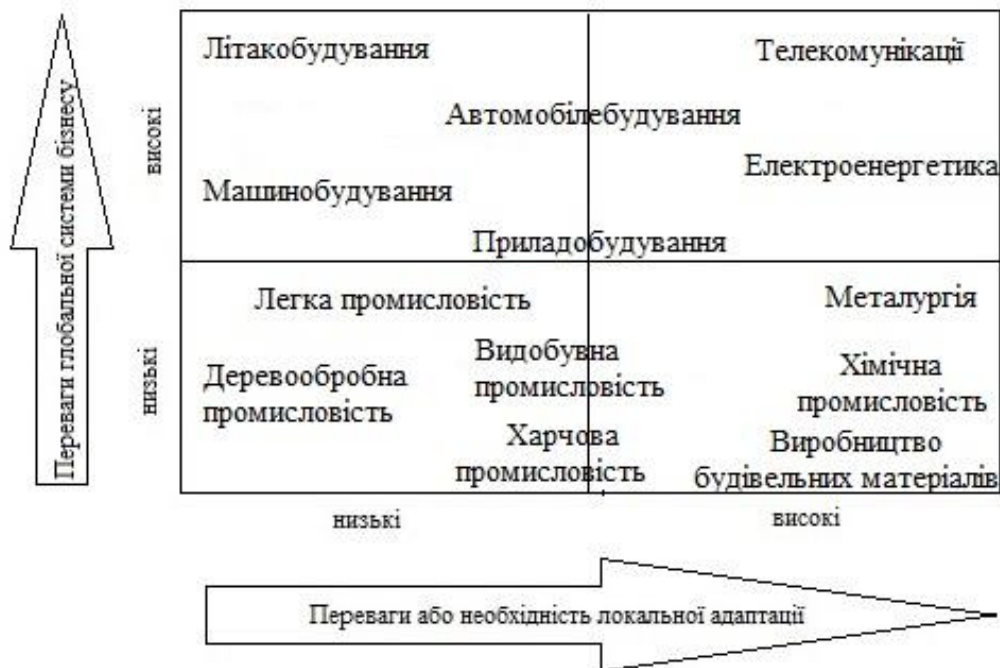 Переваги глобальної системи бізнесу
високі
низькі
Літакобудування
Телекомунікації
Автомобілебудування
Електроенергетика
Машинобудування
Приладобудування
Легка промисловість
Металургія
Видобувна
промисловість
Деревообробна
промисловість
Хімічна
промисловість
Харчова
промисловість
Виробництво
будівельних матеріалів
низькі
високі
Переваги або необхідність локальної адаптації